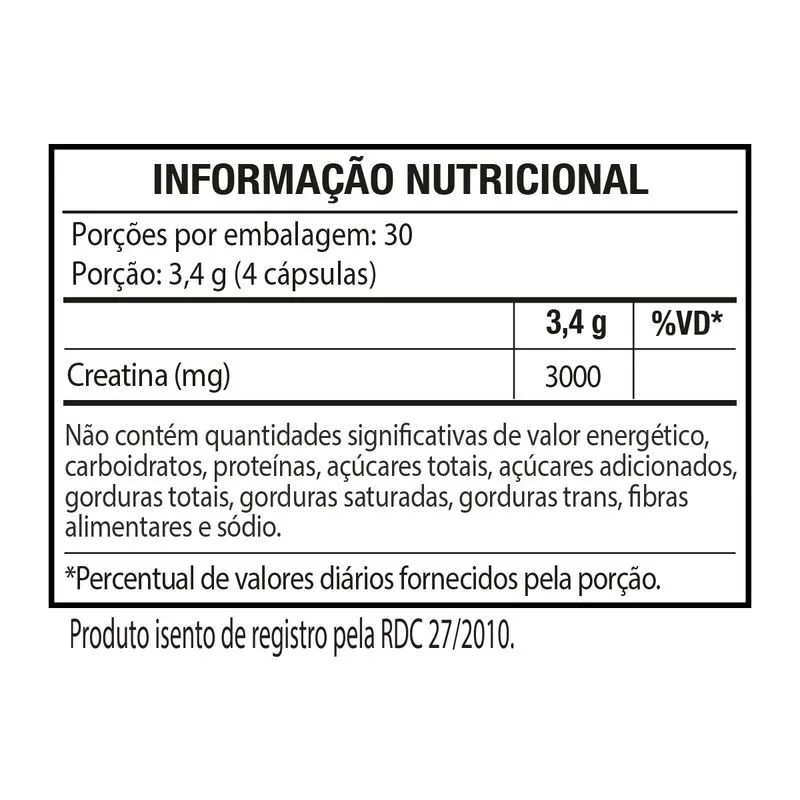 INFORMAÇÃO NUTRICIONAL
Porções por embalagem: 30
Porção: 3,4 g (4 cápsulas)
3,4 g %VD*
Creatina (mg) 3000
Não contém quantidades significativas de valor energético,
carboidratos, proteínas, açúcares totais, açúcares adicionados,
gorduras totais, gorduras saturadas, gorduras trans, fibras
alimentares e sódio.
*Percentual de valores diários fornecidos pela porção.
Produto isento de registro pela RDC 27/2010.